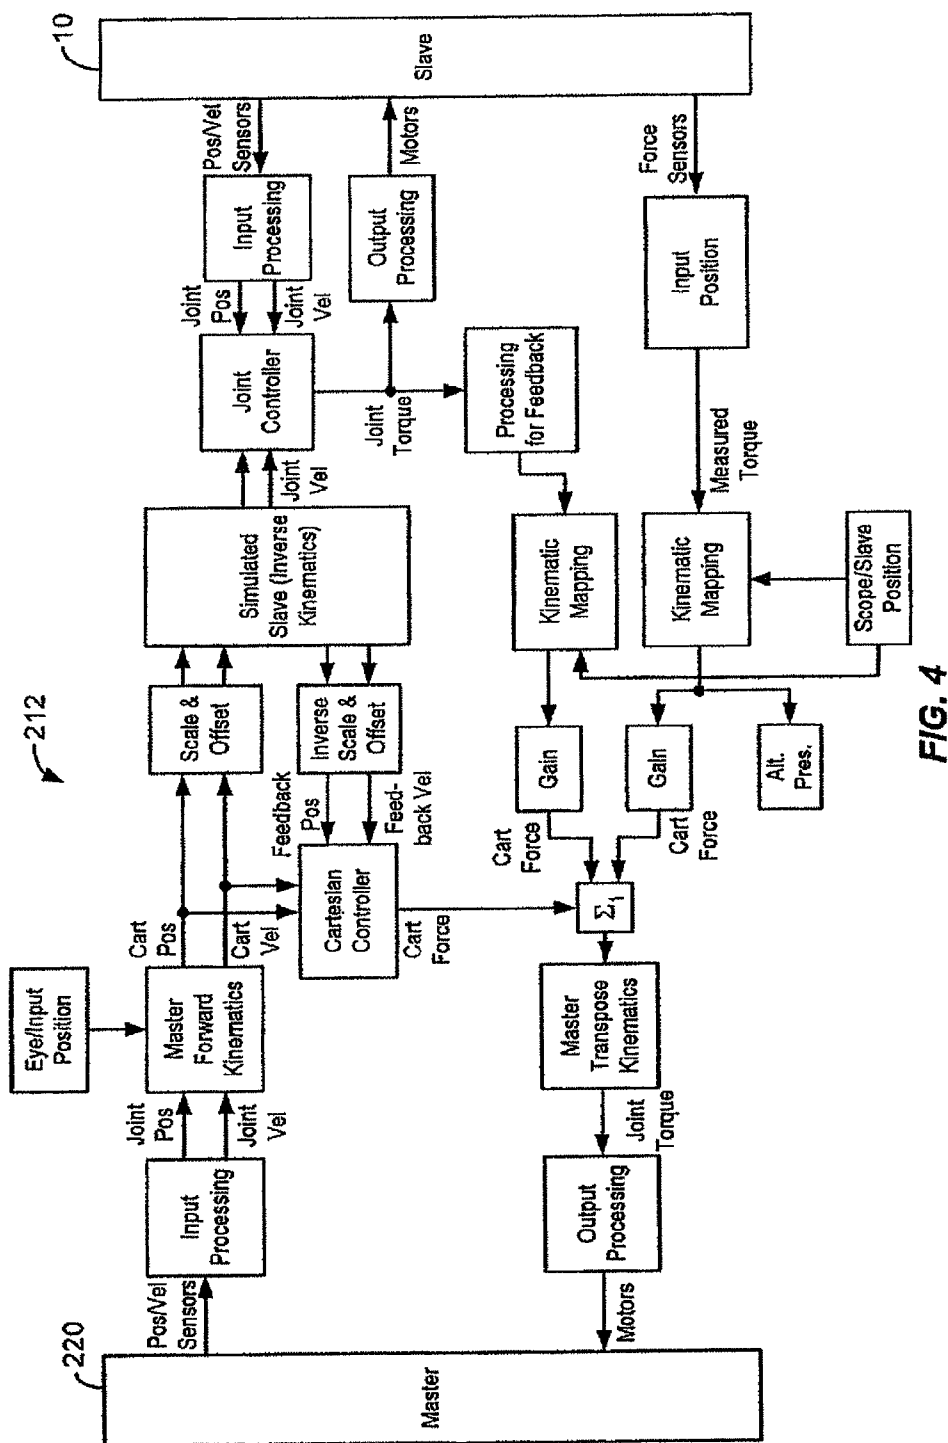 212
220
Master
Pos/Vel
Sensors
Input
Processing
Joint
Pos
Joint
Vel
Eye/Input
Position
Master
Forward
Kinematics
Cart
Pos
Cart
Vel
Scale &
Offset
Feedback
Pos
Feed-
back Vel
Inverse
Scale &
Offset
Cartesian
Controller
Cart
Force
Simulated
Slave (Inverse
Kinematics)
Joint
Vel
Joint
Controller
Joint
Pos
Joint
Vel
Input
Processing
Pos/Vel
Sensors
10
Slave
Joint
Torque
Output
Processing
Motors
Processing
for Feedback
Kinematic
Mapping
Gain
Cart
Force
Force
Sensors
Input
Position
Measured
Torque
Kinematic
Mapping
Scope/Slave
Position
Gain
Cart
Force
Alt.
Pres.
Σ1
Master
Transpose
Kinematics
Joint
Torque
Output
Processing
Motors
FIG. 4